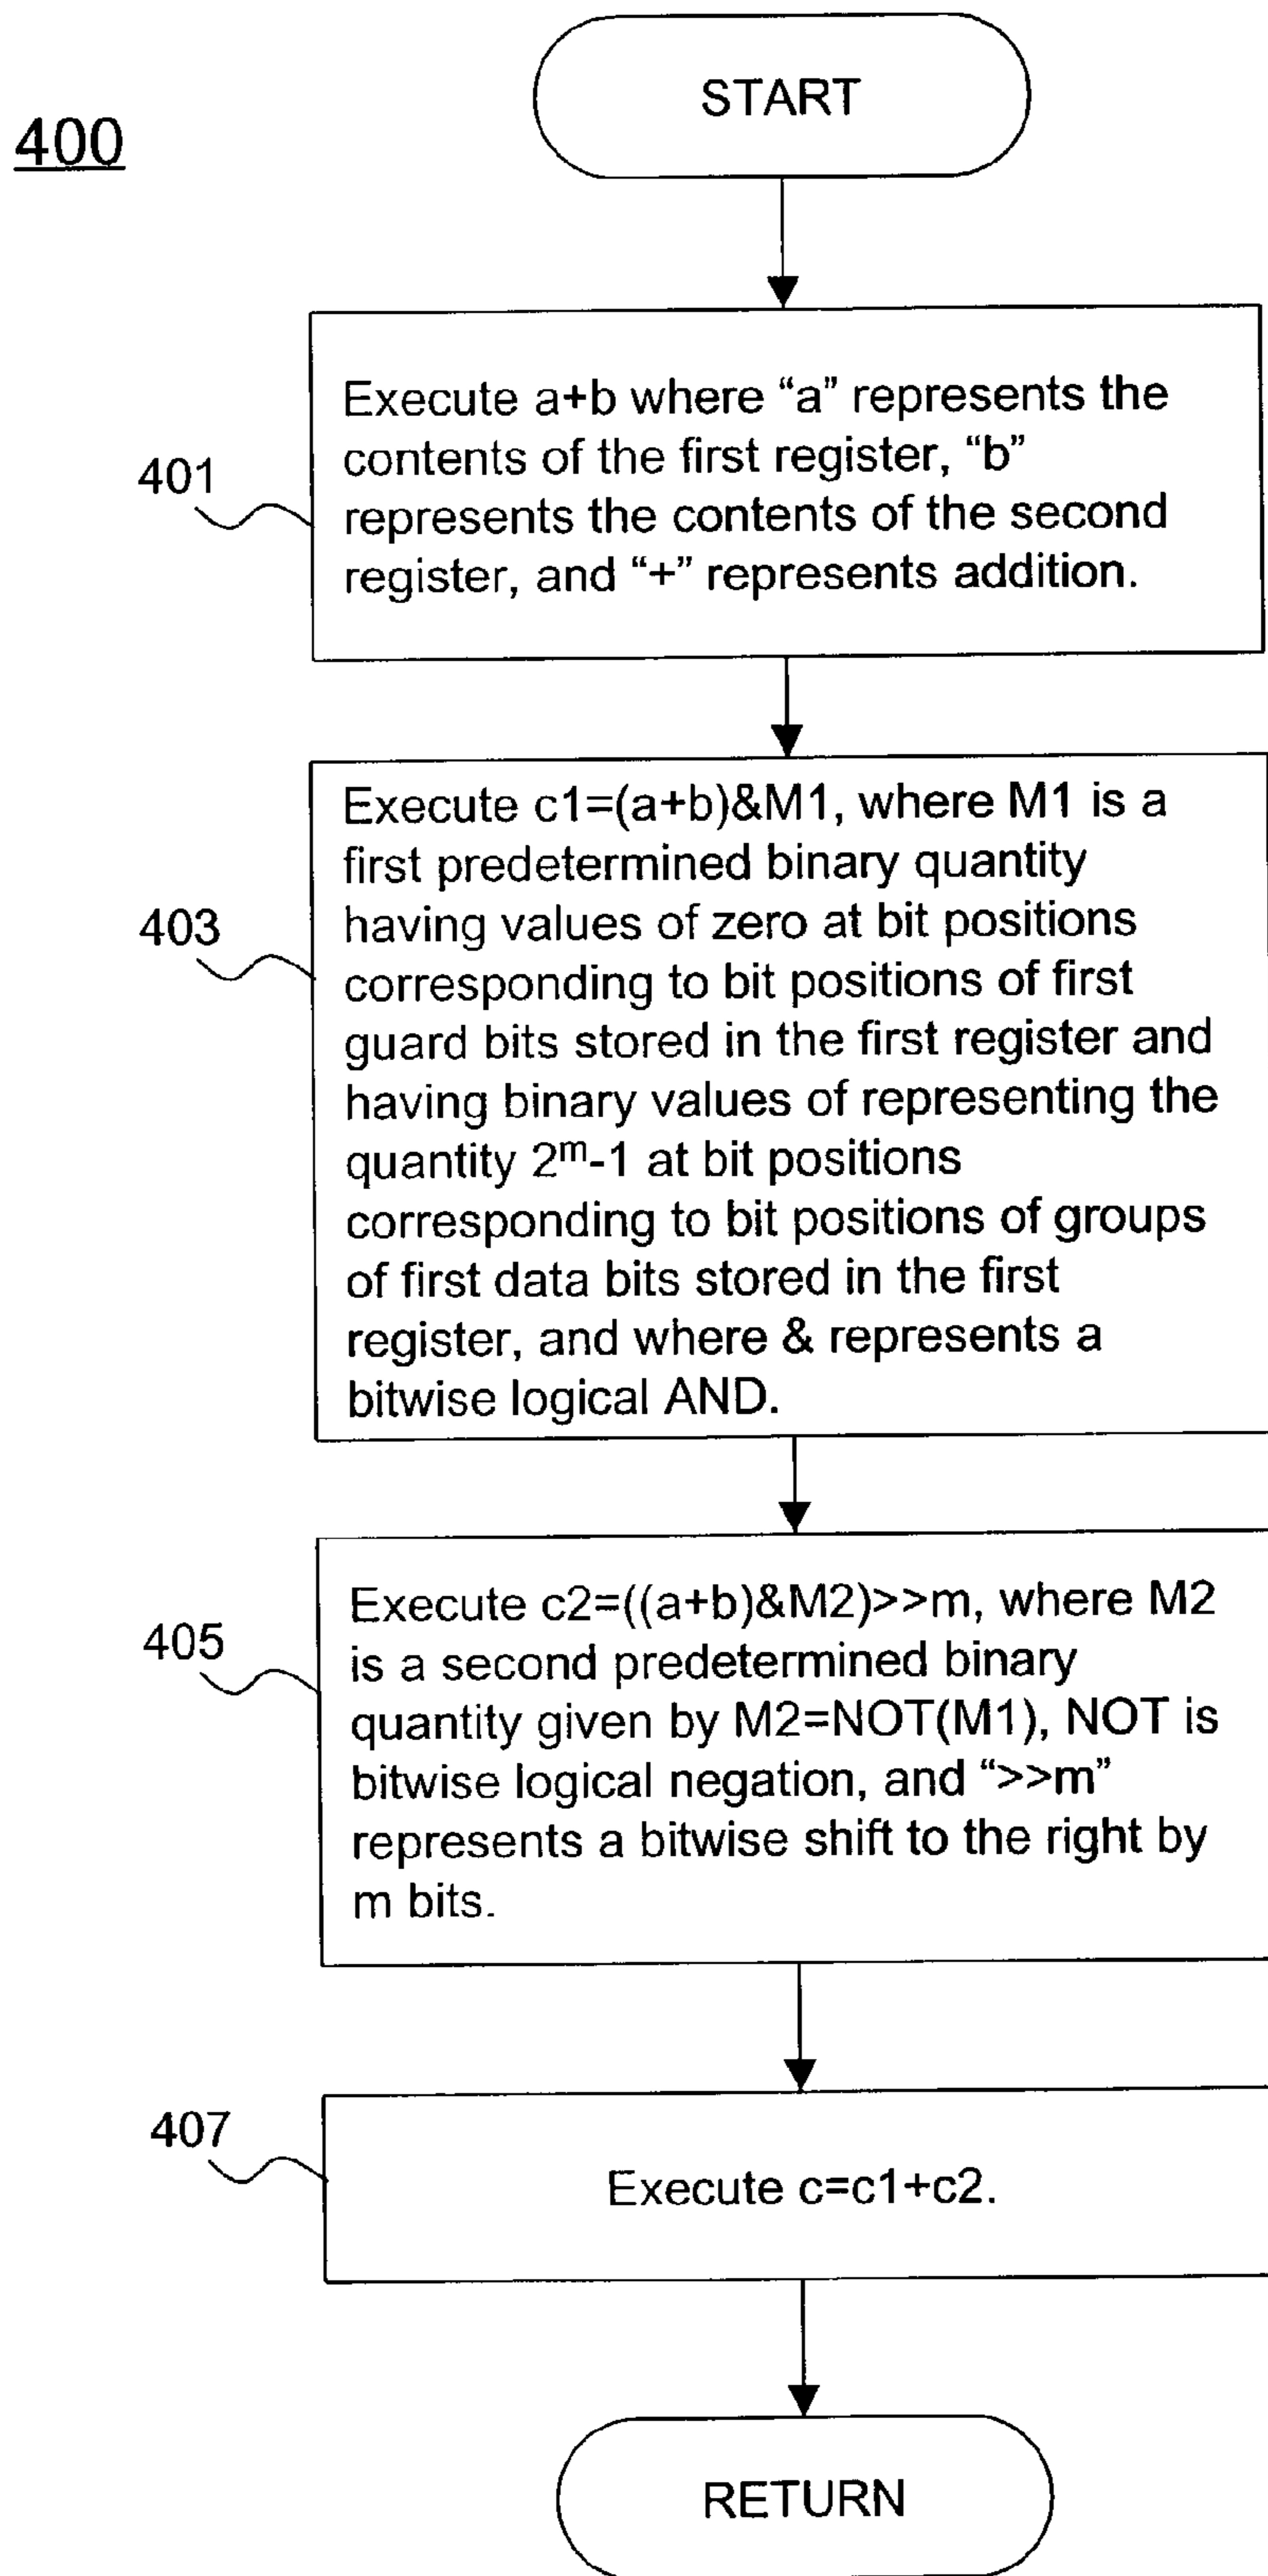 START
400
Execute a+b where “a” represents the
contents of the first register, “b”
represents the contents of the second
register, and “+” represents addition.
401
Execute c1=(a+b)&M1, where M1 is a
first predetermined binary quantity
having values of zero at bit positions
corresponding to bit positions of first
guard bits stored in the first register and
having binary values of representing the
quantity 2ᵐ-1 at bit positions
corresponding to bit positions of groups
of first data bits stored in the first
register, and where & represents a
bitwise logical AND.
403
Execute c2=((a+b)&M2)>>m, where M2
is a second predetermined binary
quantity given by M2=NOT(M1), NOT is
bitwise logical negation, and “>>m”
represents a bitwise shift to the right by
m bits.
405
407
Execute c=c1+c2.
RETURN